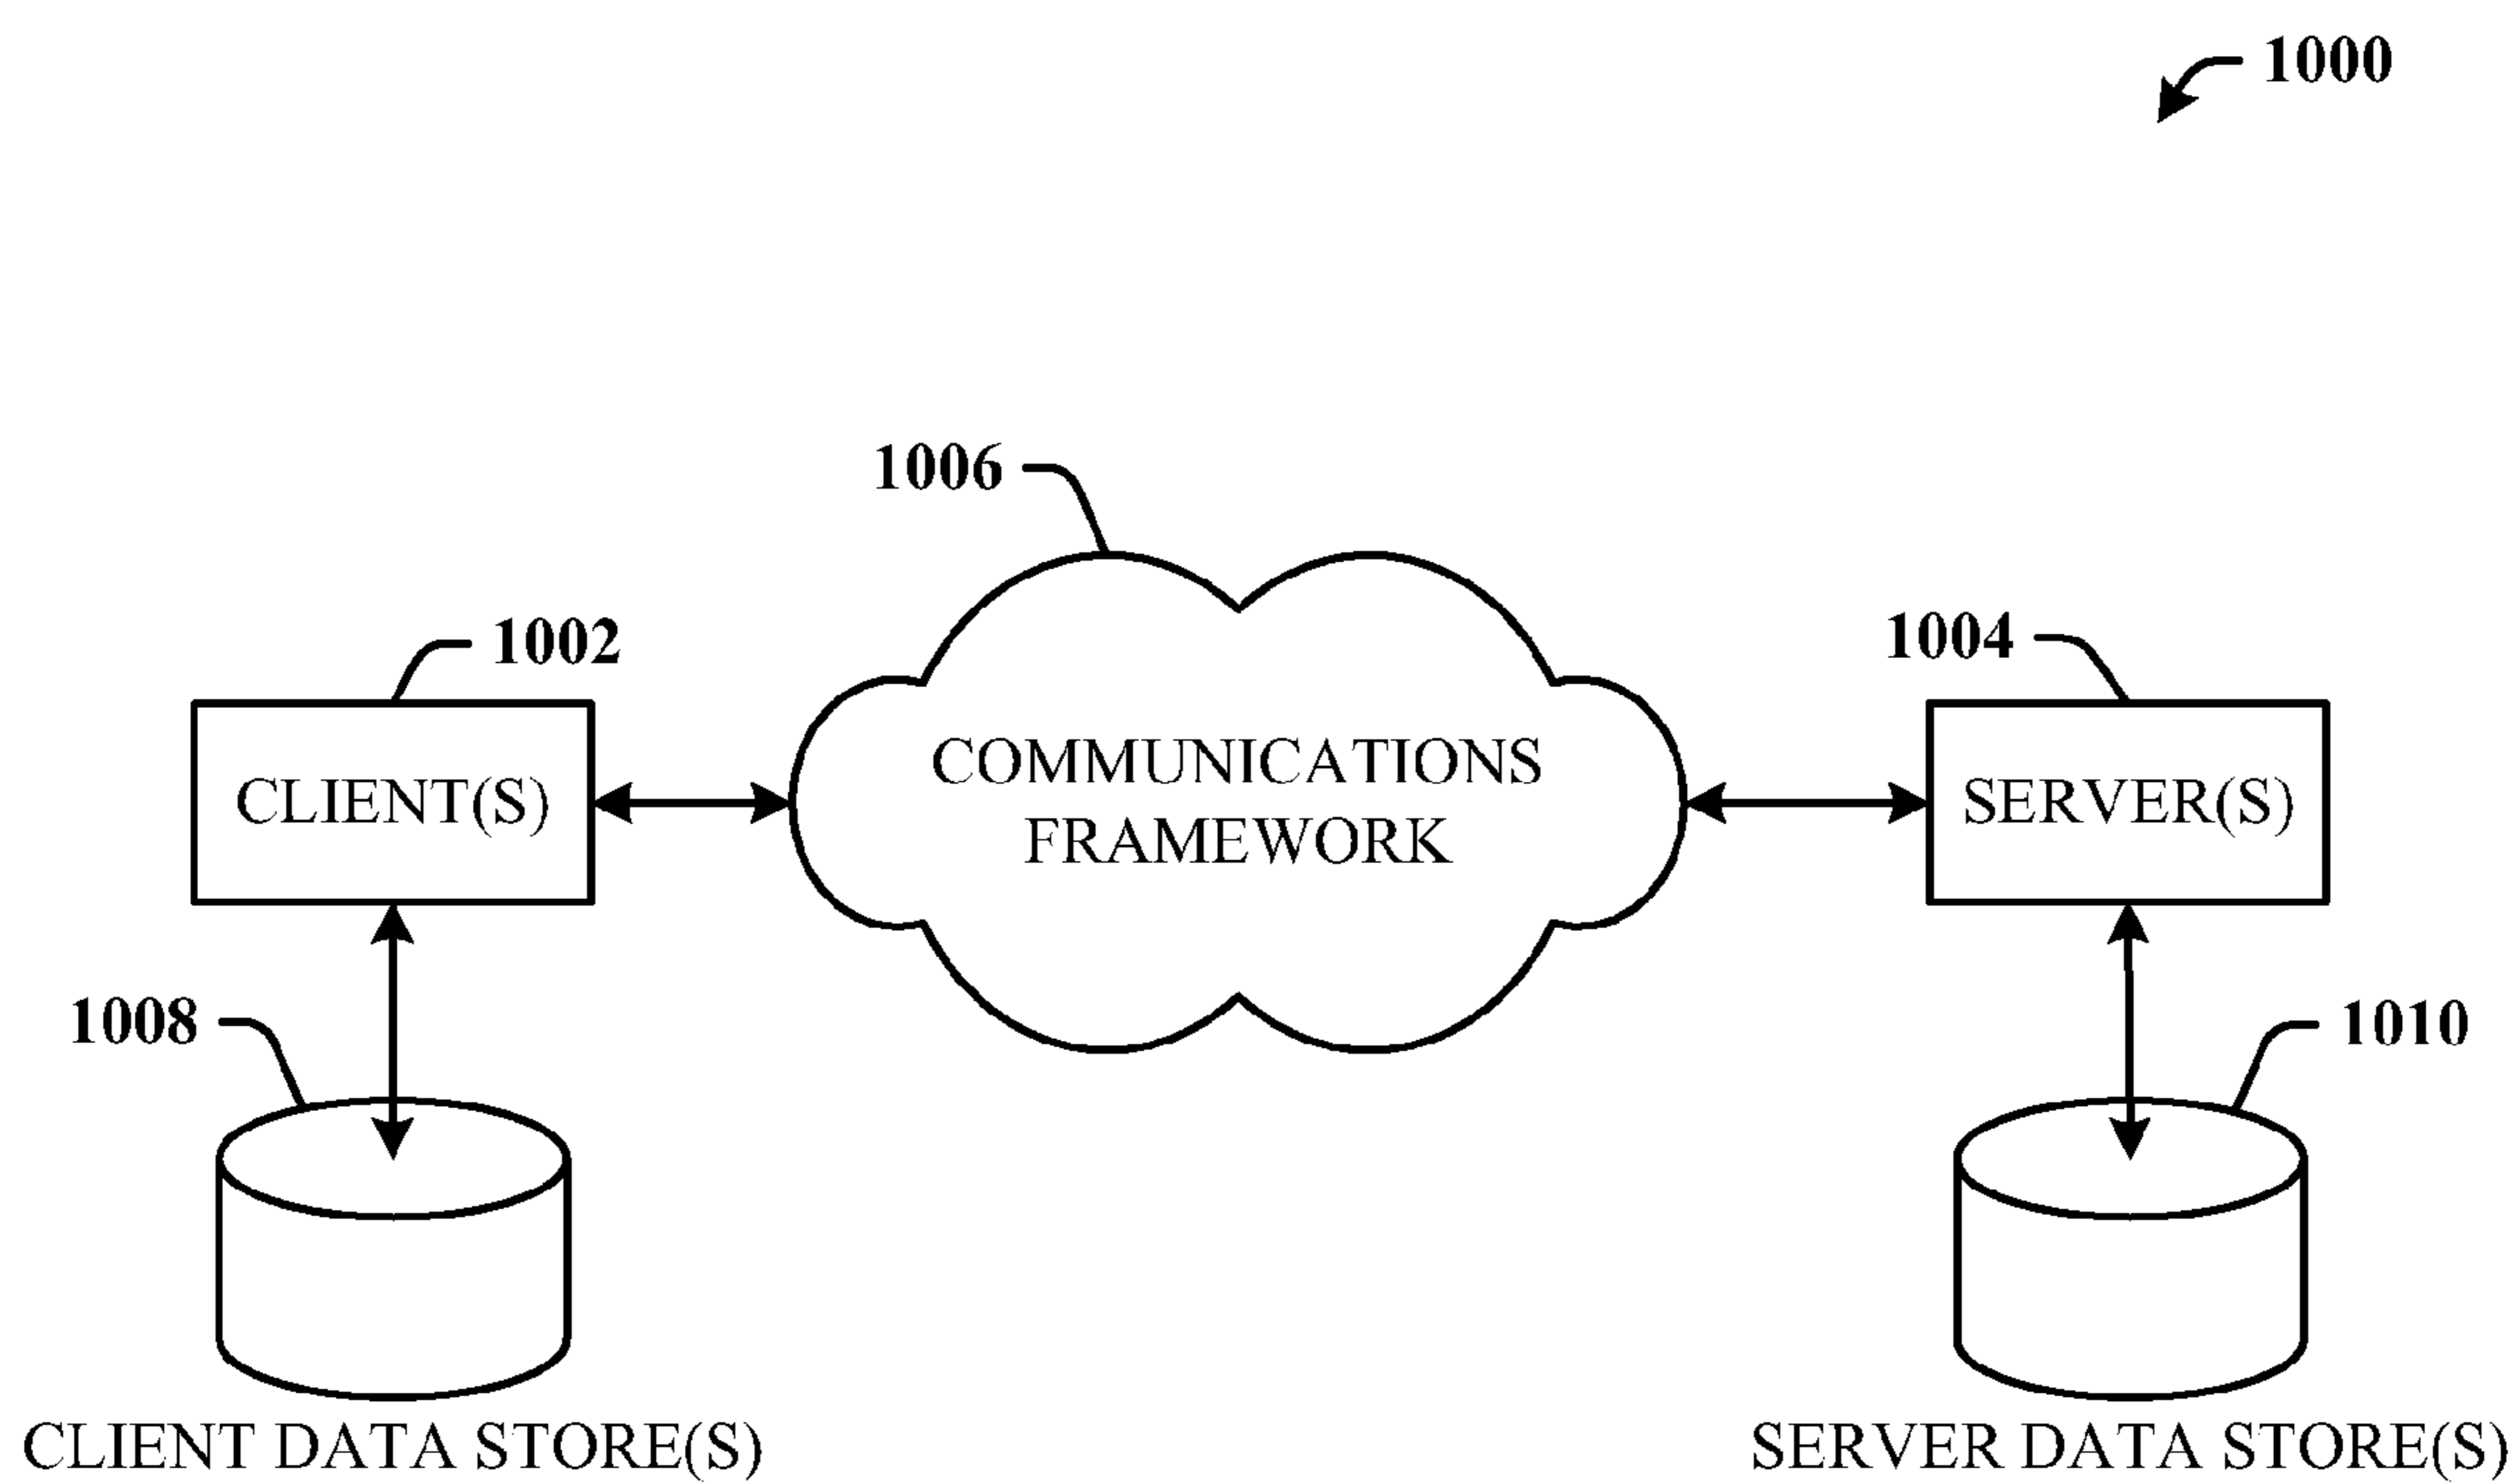 1000
1006
1002
1004
COMMUNICATIONS
FRAMEWORK
CLIENT(S)
SERVER(S)
1008
1010
CLIENT DATA STORE(S)
SERVER DATA STORE(S)